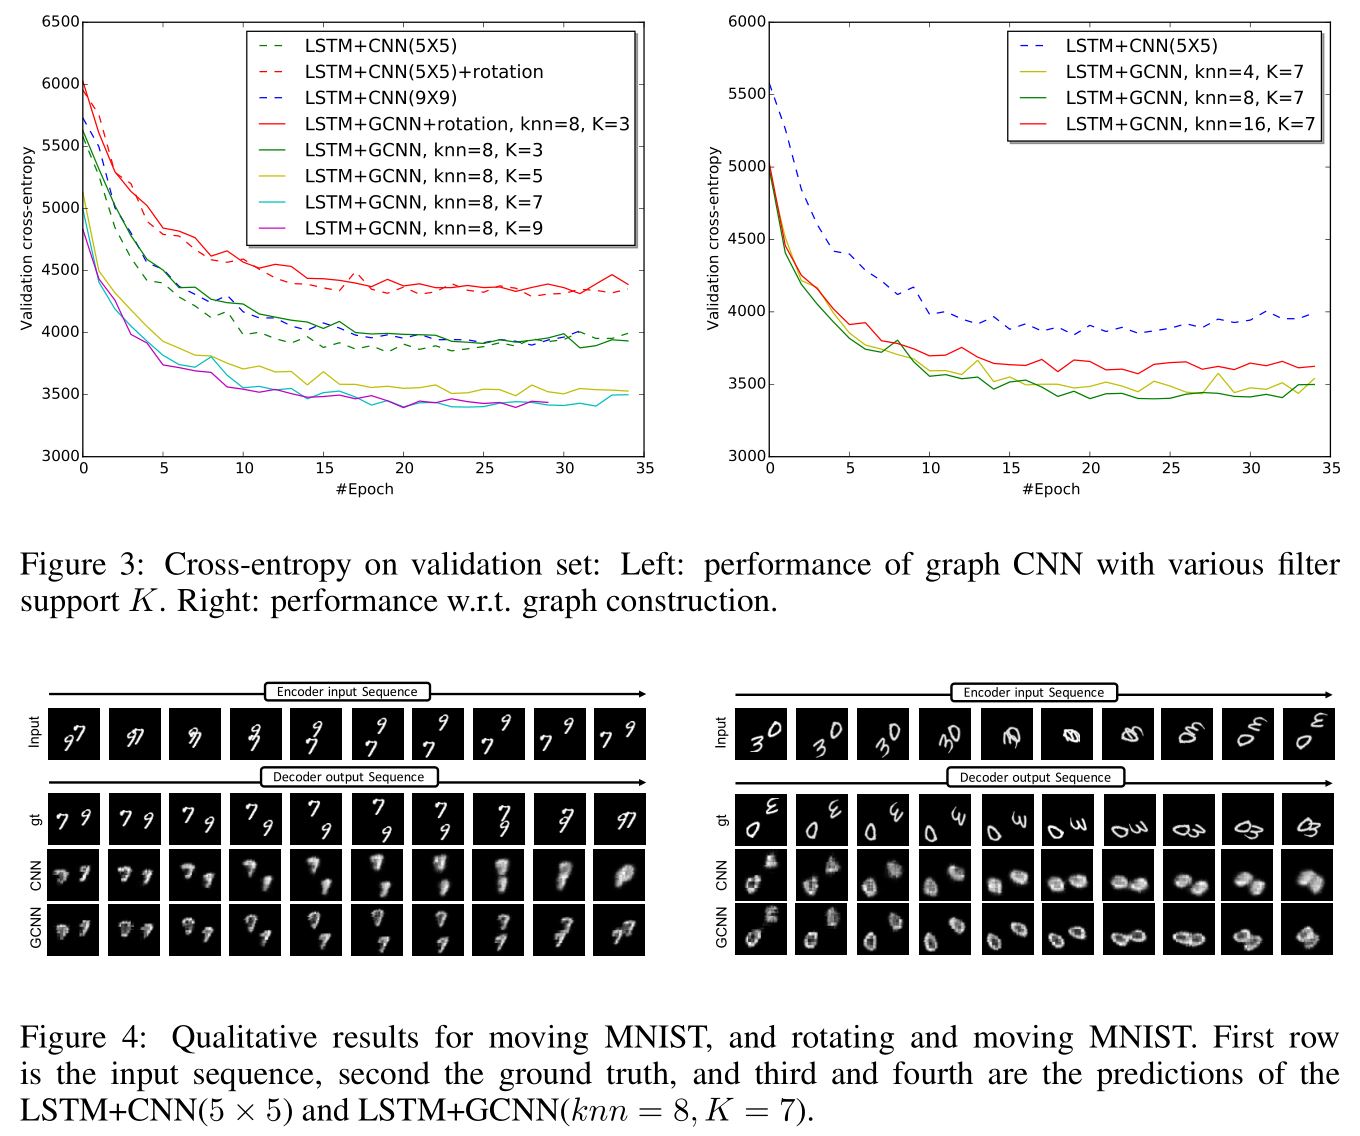 6500
6000
5500
5000
4500
4000
3500
3000
0 5 10 15 20 25 30 35
Validation cross-entropy
#Epoch
LSTM+CNN(5X5)
LSTM+CNN(5X5)+rotation
LSTM+CNN(9X9)
LSTM+GCNN+rotation, knn=8, K=3
LSTM+GCNN, knn=8, K=3
LSTM+GCNN, knn=8, K=5
LSTM+GCNN, knn=8, K=7
LSTM+GCNN, knn=8, K=9
6000
5500
5000
4500
4000
3500
3000
0 5 10 15 20 25 30 35
Validation cross-entropy
#Epoch
LSTM+CNN(5X5)
LSTM+GCNN, knn=4, K=7
LSTM+GCNN, knn=8, K=7
LSTM+GCNN, knn=16, K=7
Figure 3: Cross-entropy on validation set: Left: performance of graph CNN with various filter
support K. Right: performance w.r.t. graph construction.
Encoder input Sequence
Input
Decoder output Sequence
gt
CNN
GCNN
Encoder input Sequence
Input
Decoder output Sequence
gt
CNN
GCNN
Figure 4: Qualitative results for moving MNIST, and rotating and moving MNIST. First row
is the input sequence, second the ground truth, and third and fourth are the predictions of the
LSTM+CNN(5 × 5) and LSTM+GCNN(knn = 8, K = 7).